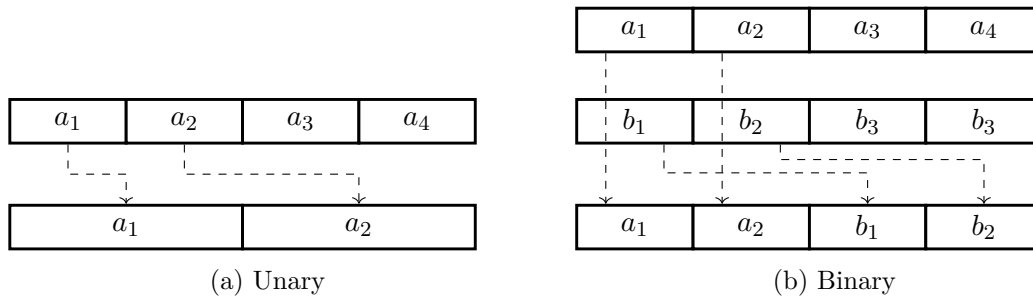 a₁ a₂ a₃ a₄
a₁ a₂
(a) Unary
a₁ a₂ a₃ a₄
b₁ b₂ b₃ b₃
a₁ a₂ b₁ b₂
(b) Binary